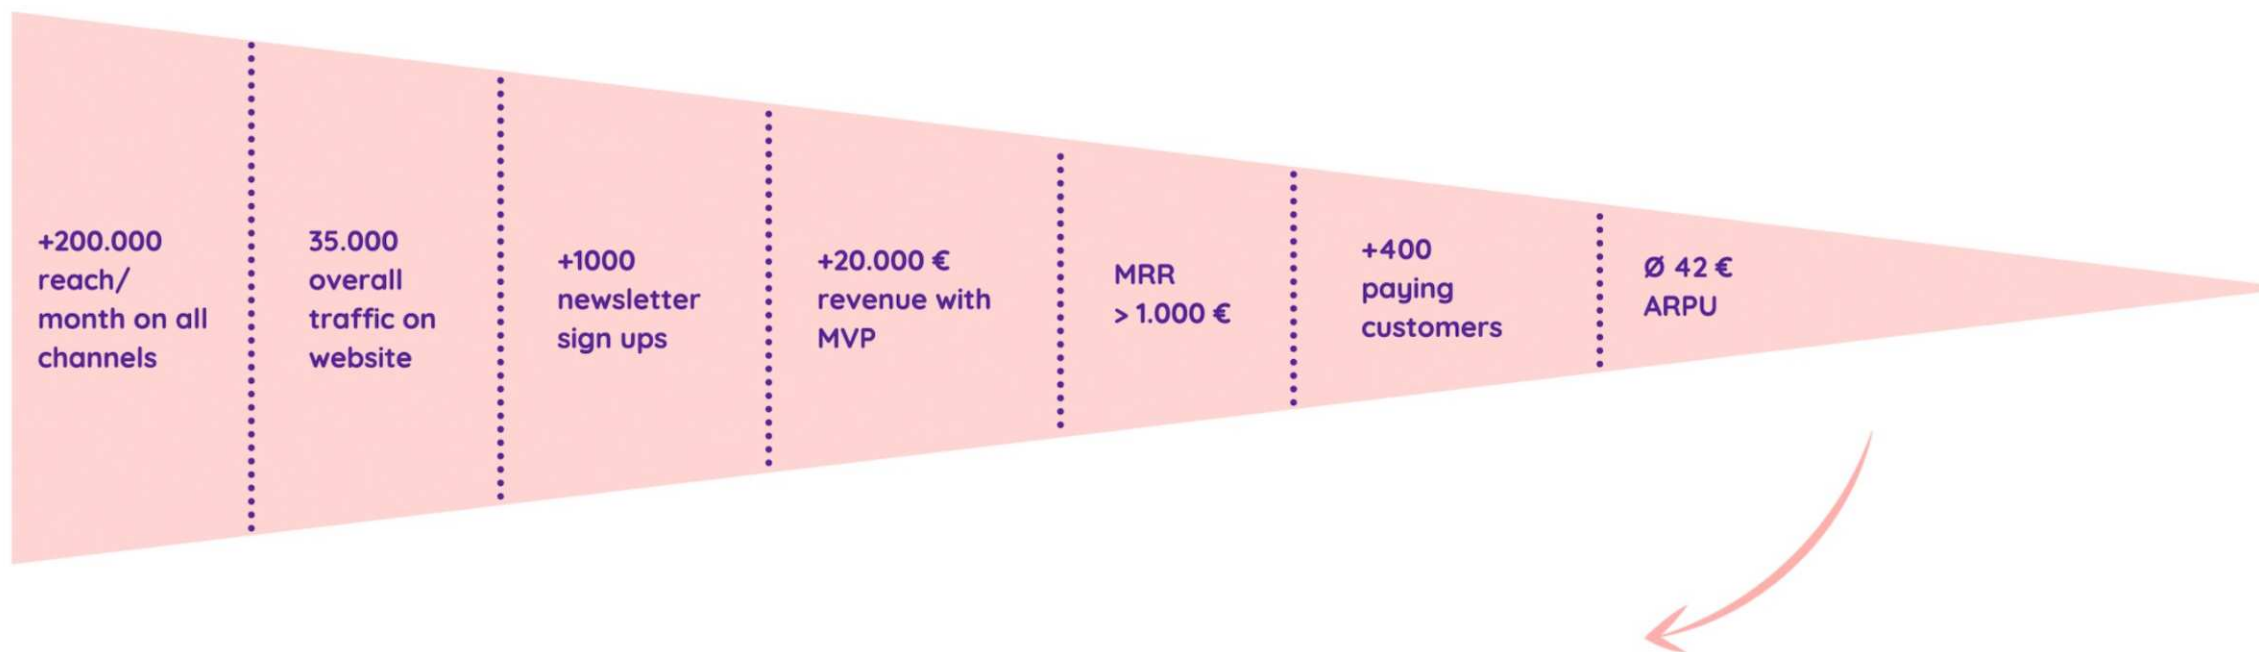 +200.000
reach/
month on all
channels
35.000
overall
traffic on
website
+1000
newsletter
sign ups
+20.000 €
revenue with
MVP
MRR
> 1.000 €
+400
paying
customers
Ø 42 €
ARPU